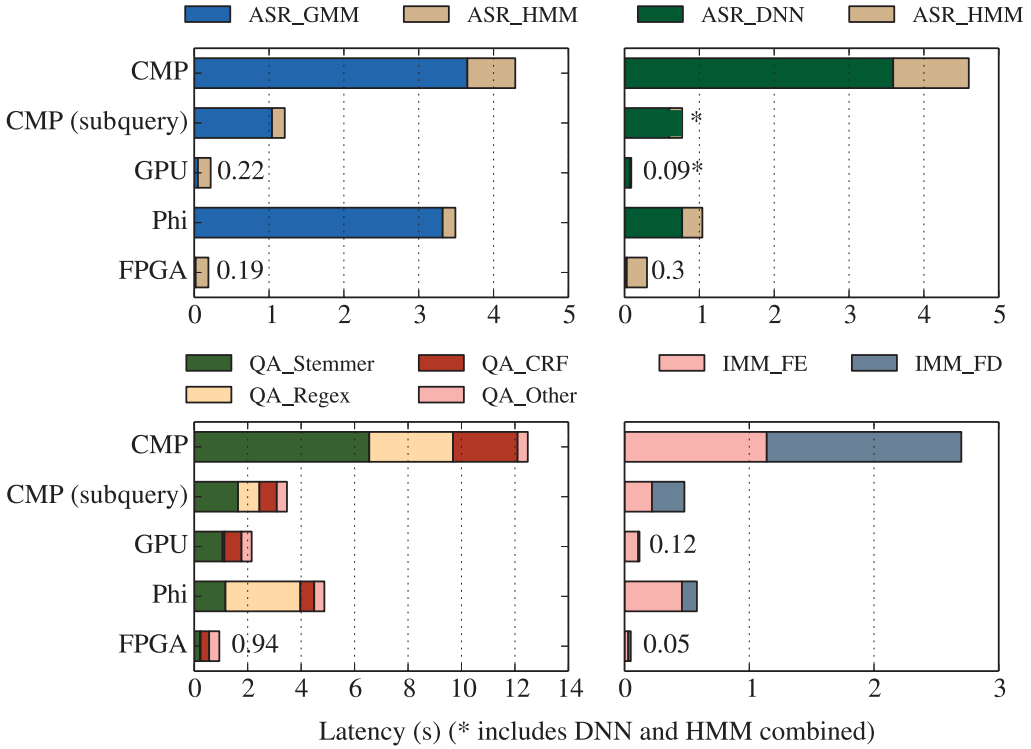 ASR_GMM ASR_HMM ASR_DNN ASR_HMM
CMP
CMP (subquery) *
GPU 0.22 0.09*
Phi
FPGA 0.19 0.3
0 1 2 3 4 5 0 1 2 3 4 5
QA_Stemmer QA_CRF IMM_FE IMM_FD
QA_Regex QA_Other
CMP
CMP (subquery)
GPU 0.12
Phi
FPGA 0.94 0.05
0 2 4 6 8 10 12 14 0 1 2 3
Latency (s) (* includes DNN and HMM combined)